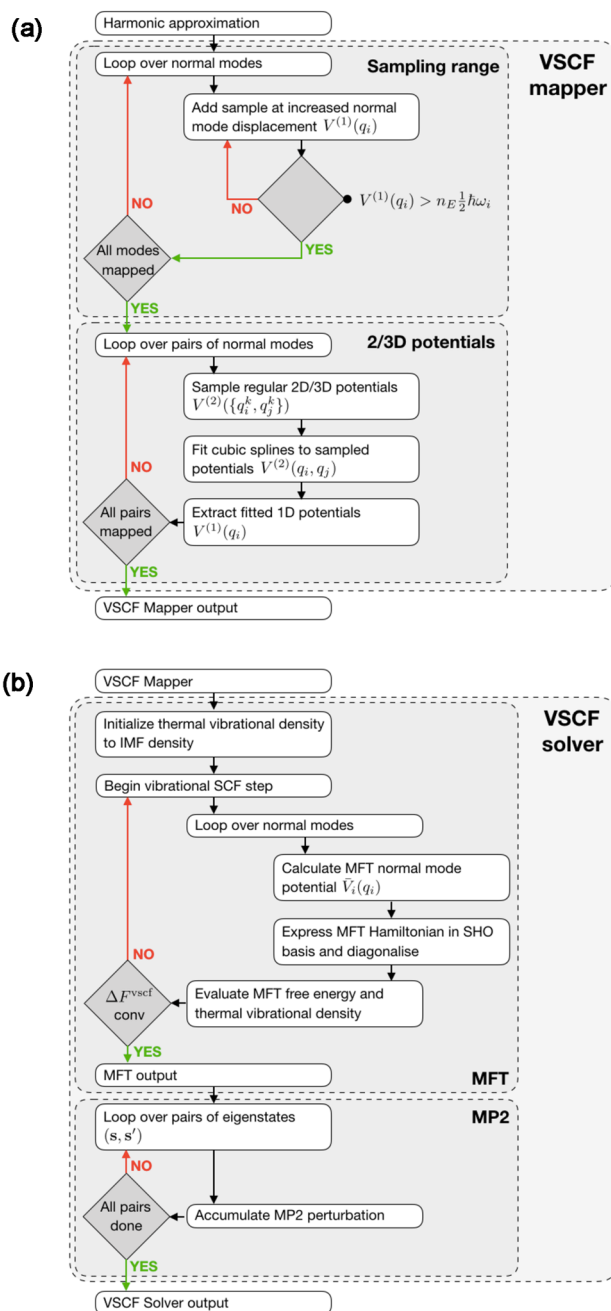 (a)
Harmonic approximation
Loop over normal modes
Sampling range
VSCF
mapper
Add sample at increased normal
mode displacement V^{(1)}(q_i)
NO
V^{(1)}(q_i) > n_E \frac{1}{2} ħω_i
NO
YES
All modes
mapped
YES
Loop over pairs of normal modes
2/3D potentials
Sample regular 2D/3D potentials
V^{(2)}({q_i^k, q_j^k})
Fit cubic splines to sampled
potentials V^{(2)}(q_i, q_j)
NO
All pairs
mapped
Extract fitted 1D potentials
V^{(1)}(q_i)
YES
VSCF Mapper output
(b)
VSCF Mapper
Initialize thermal vibrational density
to IMF density
VSCF
solver
Begin vibrational SCF step
Loop over normal modes
Calculate MFT normal mode
potential V̄_i(q_i)
Express MFT Hamiltonian in SHO
basis and diagonalise
NO
ΔF^{vscf}
conv
Evaluate MFT free energy and
thermal vibrational density
YES
MFT output
MFT
Loop over pairs of eigenstates
(s, s′)
MP2
NO
All pairs
done
Accumulate MP2 perturbation
YES
VSCF Solver output